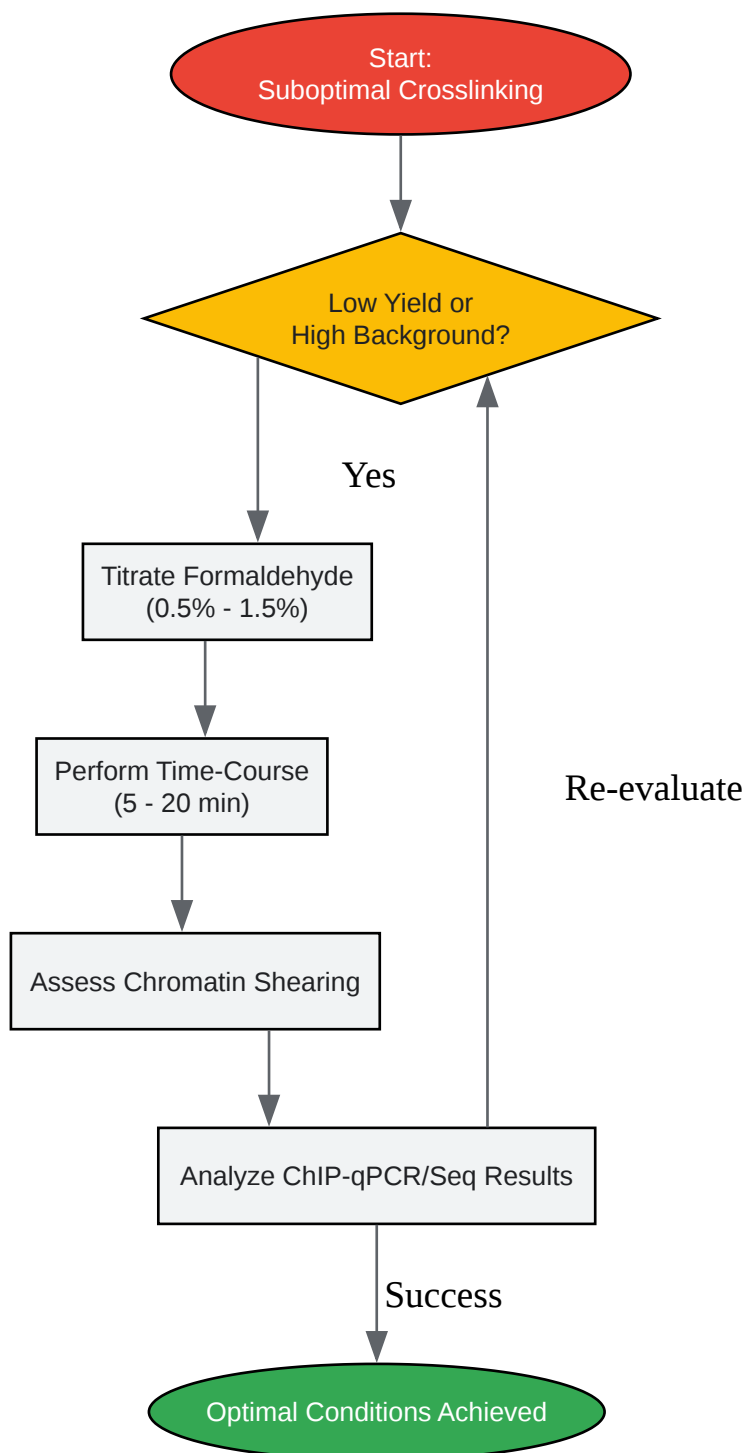 Start:
Suboptimal Crosslinking
Low Yield or
High Background?
Yes
Titrate Formaldehyde
(0.5% - 1.5%)
Perform Time-Course
(5 - 20 min)
Re-evaluate
Assess Chromatin Shearing
Analyze ChIP-qPCR/Seq Results
Success
Optimal Conditions Achieved